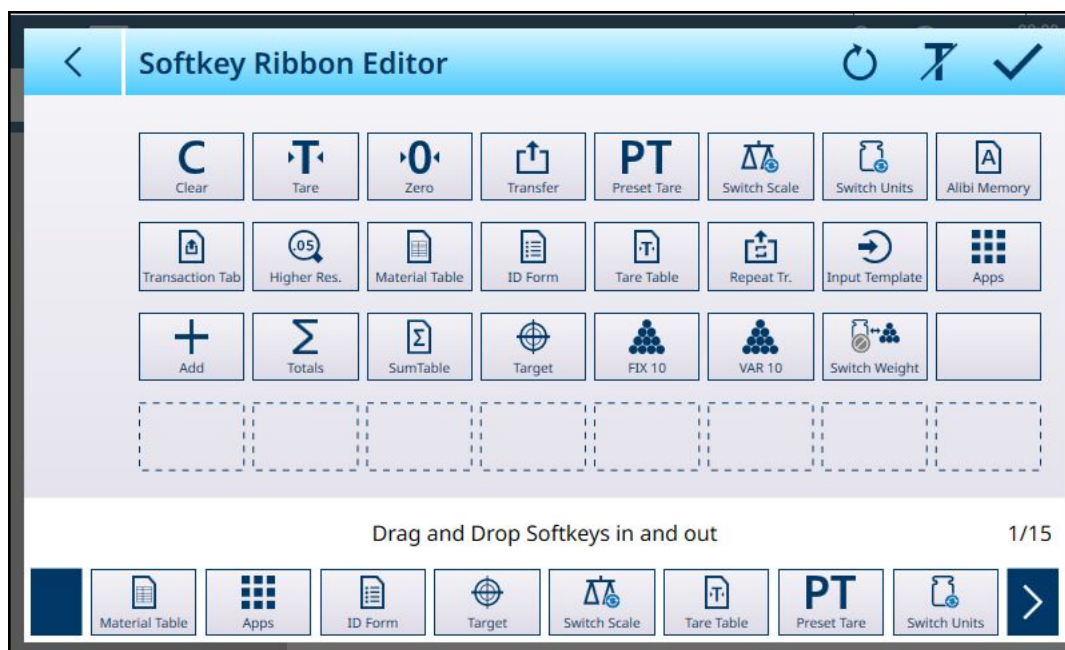 Softkey Ribbon Editor T
C ▸T◂ ▸0◂ PT A
Clear Tare Zero Transfer Preset Tare Switch Scale Switch Units Alibi Memory
.05 ·T·
Transaction Tab Higher Res. Material Table ID Form Tare Table Repeat Tr. Input Template Apps
Σ Σ
Add Totals SumTable Target FIX 10 VAR 10 Switch Weight
Drag and Drop Softkeys in and out 1/15
·T· PT
Material Table Apps ID Form Target Switch Scale Tare Table Preset Tare Switch Units